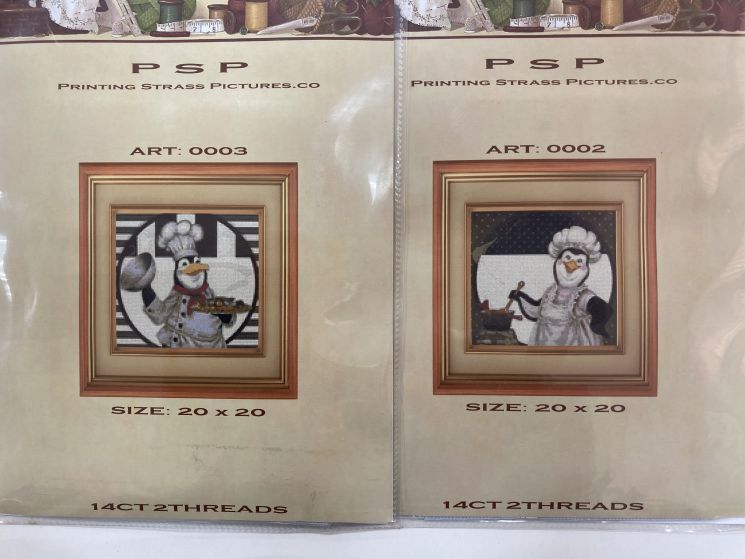 PSP
PRINTING STRASS PICTURES.CO
ART: 0003
SIZE: 20 x 20
14CT 2THREADS
PSP
PRINTING STRASS PICTURES.CO
ART: 0002
SIZE: 20 x 20
14CT 2THREADS